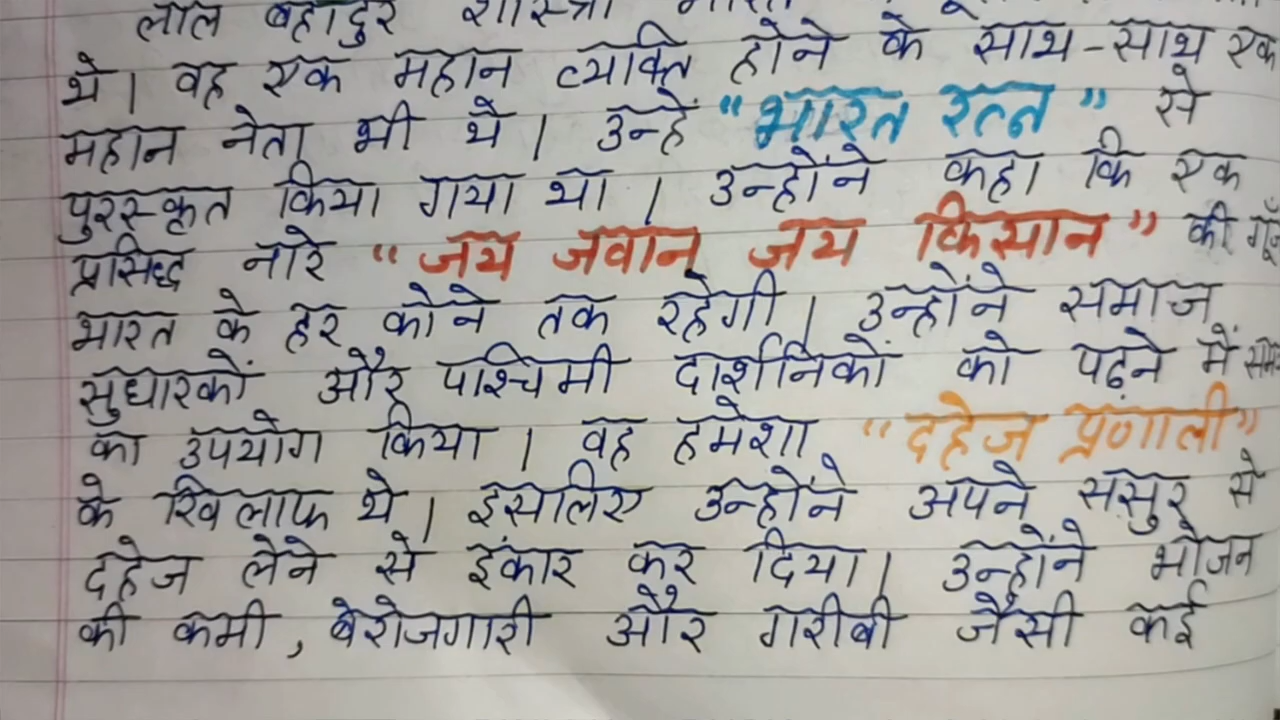 लाल बहादुर शास्त्री भारत के
थे। वह एक महान व्यक्ति होने के साथ-साथ एक
महान नेता भी थे। उन्हें "भारत रत्न" से
पुरस्कृत किया गया था। उन्होंने कहा कि एक
प्रसिद्ध नारे "जय जवान जय किसान" की
भारत के हर कोने तक रहेगी। उन्होंने समाज
सुधारकों और पश्चिमी दार्शनिकों को पढ़ने में
का उपयोग किया। वह हमेशा "दहेज प्रणाली"
के खिलाफ थे। इसलिए उन्होंने अपने ससुर से
दहेज लेने से इंकार कर दिया। उन्होंने भोजन
की कमी, बेरोजगारी और गरीबी जैसी कई